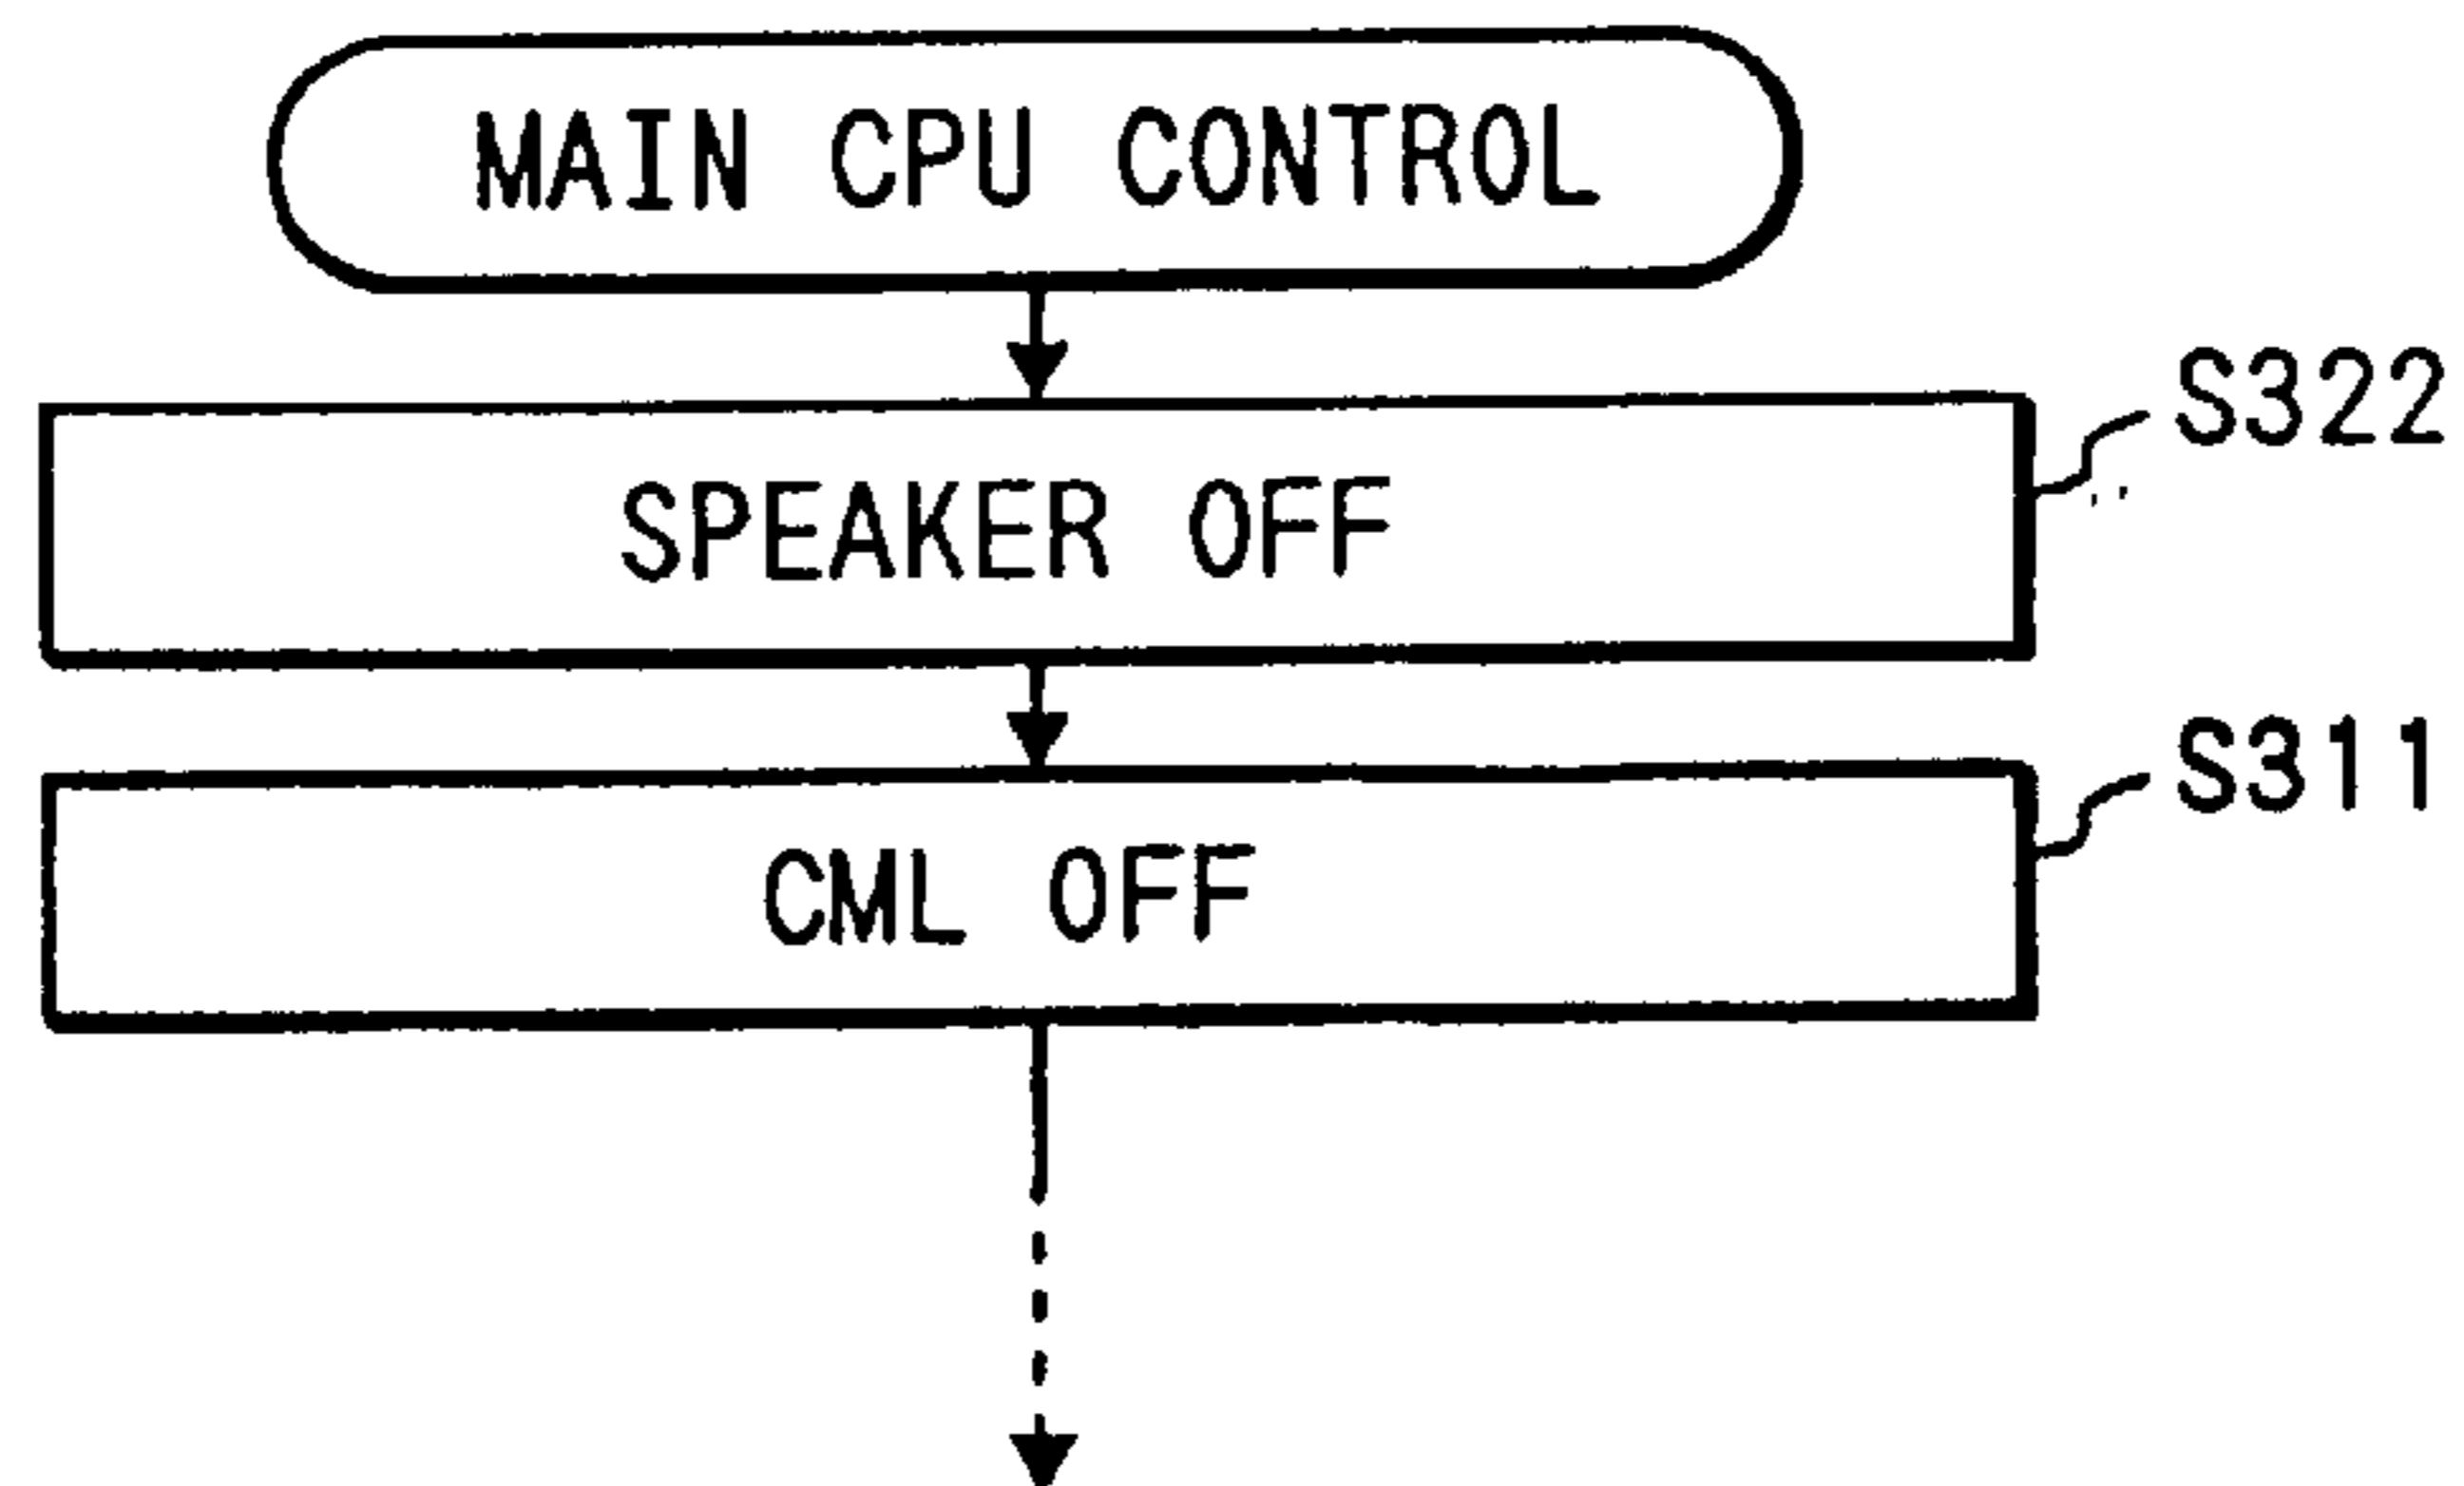 MAIN CPU CONTROL
S322
SPEAKER OFF
S311
CML OFF